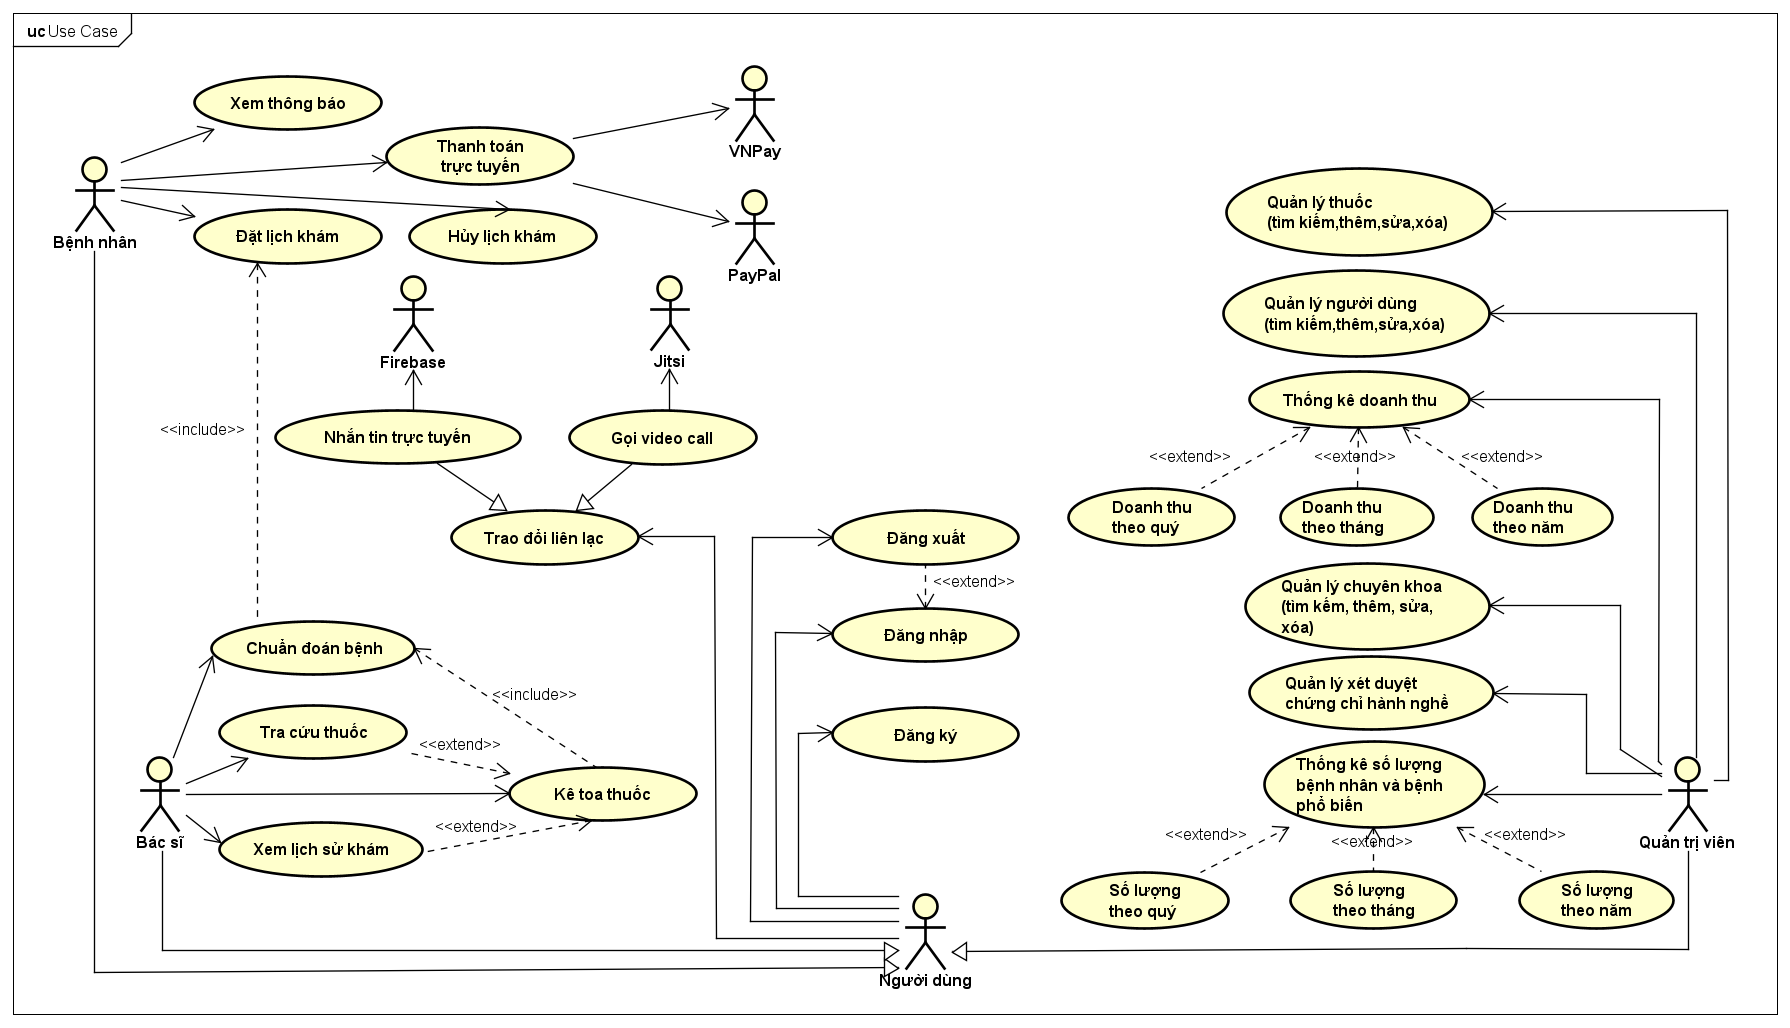 uc Use Case
Xem thông báo
Thanh toán
trực tuyến
VNPay
Bệnh nhân
Đặt lịch khám
Hủy lịch khám
PayPal
Firebase
Jitsi
<<include>>
Nhắn tin trực tuyến
Gọi video call
Trao đổi liên lạc
Đăng xuất
<<extend>>
Đăng nhập
Đăng ký
Chuẩn đoán bệnh
<<include>>
Tra cứu thuốc
<<extend>>
Kê toa thuốc
Bác sĩ
<<extend>>
Xem lịch sử khám
Người dùng
Quản lý thuốc
(tìm kiếm,thêm,sửa,xóa)
Quản lý người dùng
(tìm kiếm,thêm,sửa,xóa)
Thống kê doanh thu
<<extend>>
<<extend>>
<<extend>>
Doanh thu
theo quý
Doanh thu
theo tháng
Doanh thu
theo năm
Quản lý chuyên khoa
(tìm kếm, thêm, sửa,
xóa)
Quản lý xét duyệt
chứng chỉ hành nghề
Thống kê số lượng
bệnh nhân và bệnh
phổ biến
Quản trị viên
<<extend>>
<<extend>>
<<extend>>
Số lượng
theo quý
Số lượng
theo tháng
Số lượng
theo năm